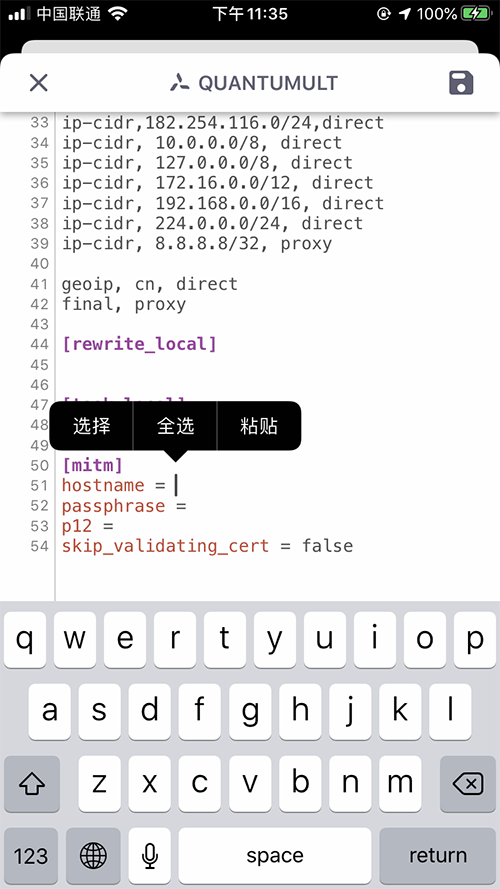 中国联通 下午11:35 100%
QUANTUMULT
33 ip-cidr,182.254.116.0/24,direct
34 ip-cidr, 10.0.0.0/8, direct
35 ip-cidr, 127.0.0.0/8, direct
36 ip-cidr, 172.16.0.0/12, direct
37 ip-cidr, 192.168.0.0/16, direct
38 ip-cidr, 224.0.0.0/24, direct
39 ip-cidr, 8.8.8.8/32, proxy
40
41 geoip, cn, direct
42 final, proxy
43
44 [rewrite_local]
45
46
47
选择 全选 粘贴
48
49
50 [mitm]
51 hostname =
52 passphrase =
53 p12 =
54 skip_validating_cert = false
q w e r t y u i o p
a s d f g h j k l
z x c v b n m
123 space return